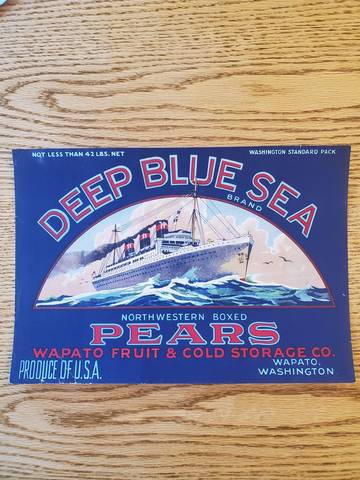 NOT LESS THAN 42 LBS. NET
WASHINGTON STANDARD PACK
DEEP BLUE SEA
BRAND
NORTHWESTERN BOXED
PEARS
WAPATO FRUIT & COLD STORAGE CO.
WAPATO,
WASHINGTON
PRODUCE OF U.S.A.